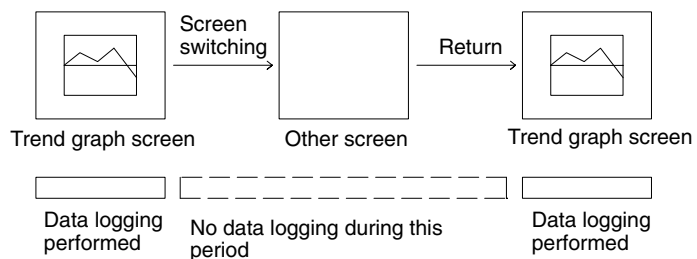 Screen
switching
Return
Trend graph screen
Other screen
Trend graph screen
Data logging
performed
No data logging during this
period
Data logging
performed